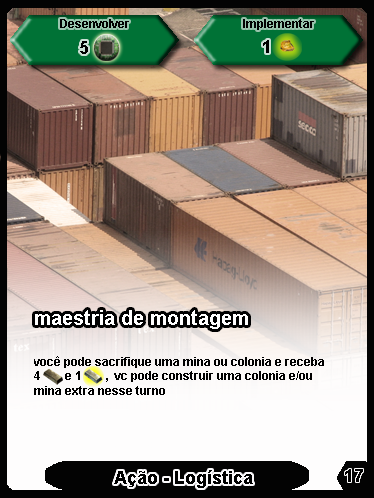 Desenvolver
5
Implementar
1
maestria de montagem
você pode sacrifique uma mina ou colonia e receba
4 e 1 , vc pode construir uma colonia e/ou
mina extra nesse turno
Ação - Logística
17